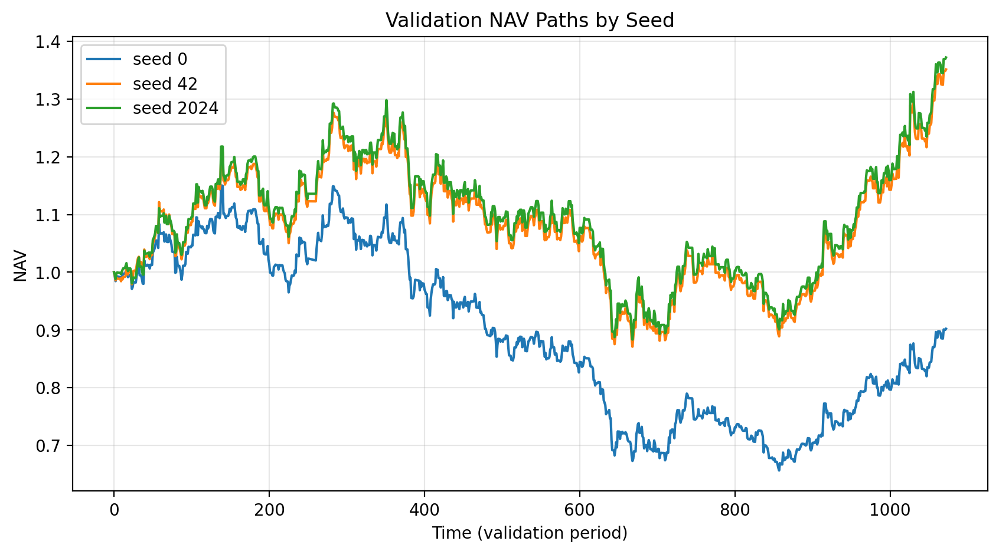 Validation NAV Paths by Seed
1.4
1.3
1.2
1.1
1.0
0.9
0.8
0.7
NAV
seed 0
seed 42
seed 2024
0 200 400 600 800 1000
Time (validation period)